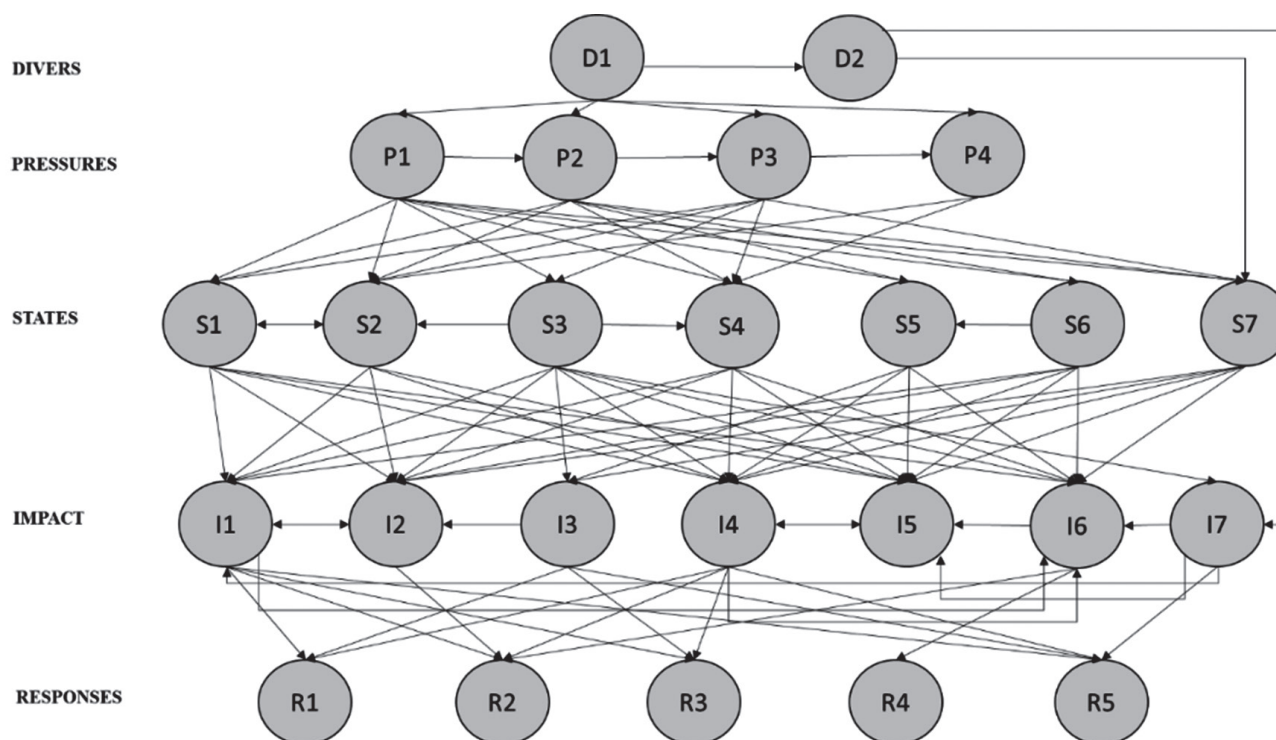 DIVERS
D1 D2
PRESSURES
P1 P2 P3 P4
STATES
S1 S2 S3 S4 S5 S6 S7
IMPACT
I1 I2 I3 I4 I5 I6 I7
RESPONSES
R1 R2 R3 R4 R5